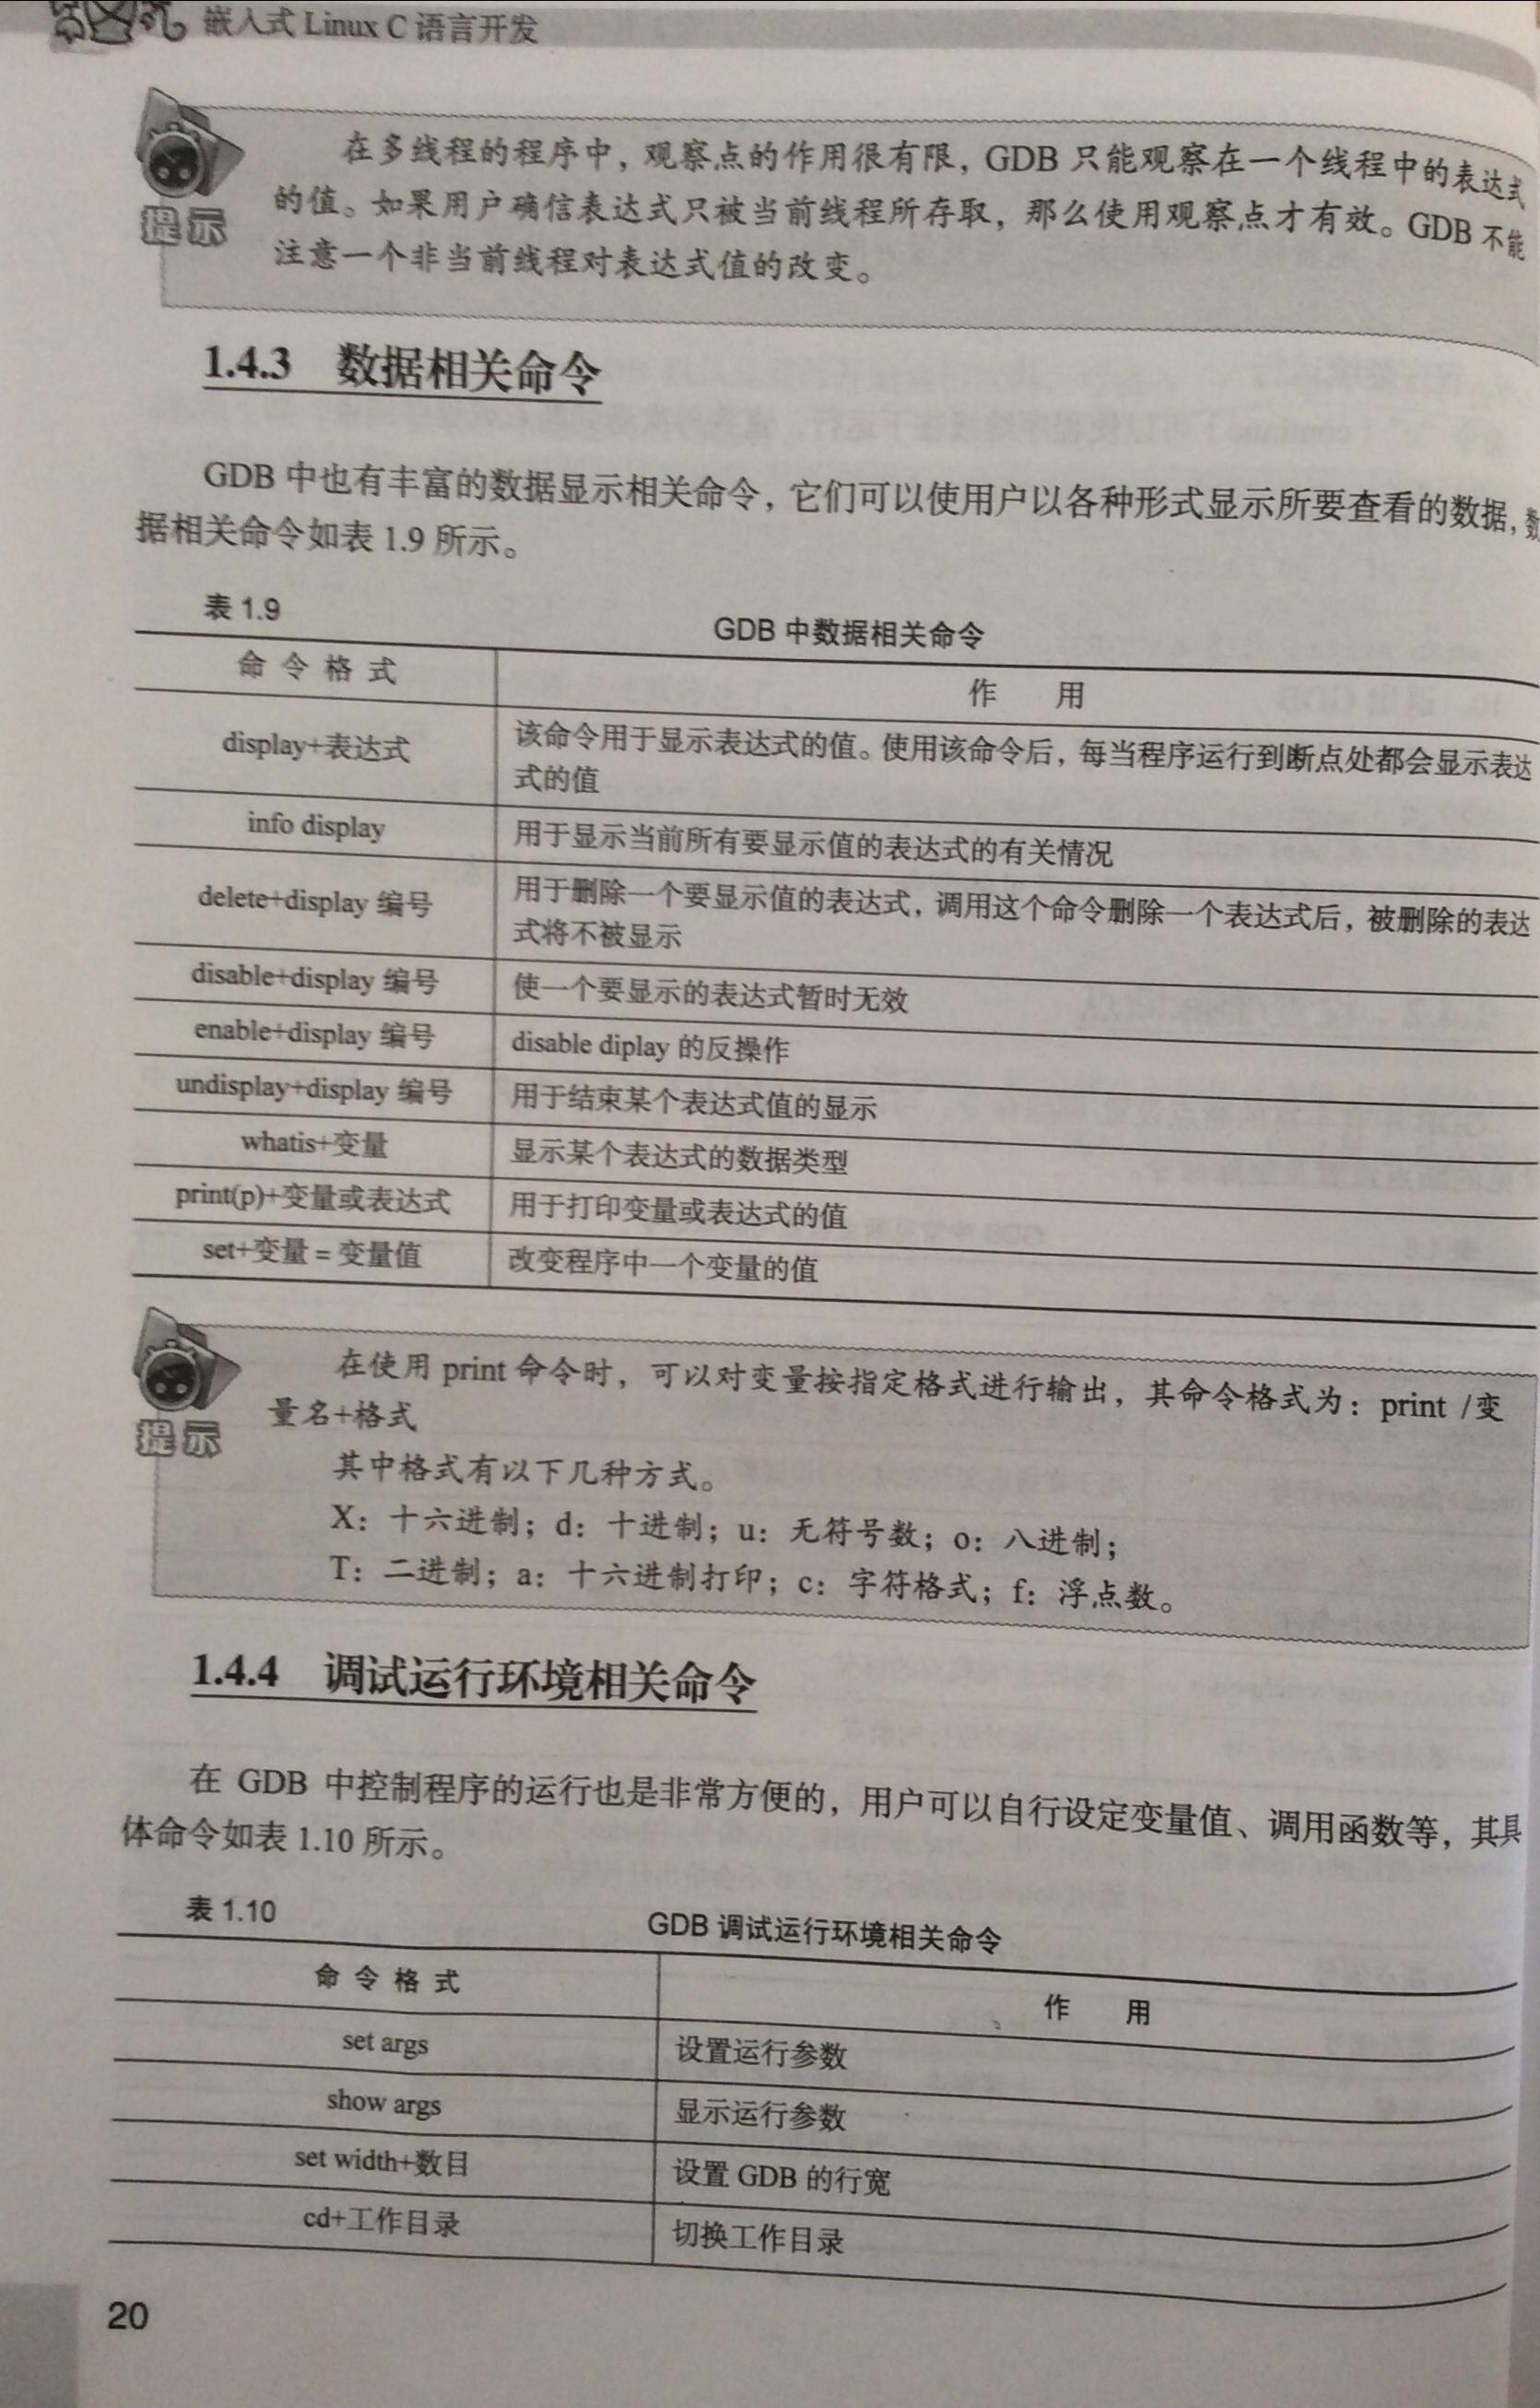 嵌入式 Linux C 语言开发
在多线程的程序中，观察点的作用很有限，GDB 只能观察在一个线程中的表达式
的值。如果用户确信表达式只被当前线程所存取，那么使用观察点才有效。GDB 不能
注意一个非当前线程对表达式值的改变。
提示
1.4.3 数据相关命令
GDB 中也有丰富的数据显示相关命令，它们可以使用户以各种形式显示所要查看的数据，数
据相关命令如表 1.9 所示。
表 1.9 GDB 中数据相关命令
命令格式 作用
display+表达式 该命令用于显示表达式的值。使用该命令后，每当程序运行到断点处都会显示表达
式的值
info display 用于显示当前所有要显示值的表达式的有关情况
delete+display 编号 用于删除一个要显示值的表达式，调用这个命令删除一个表达式后，被删除的表达
式将不被显示
disable+display 编号 使一个要显示的表达式暂时无效
enable+display 编号 disable diplay 的反操作
undisplay+display 编号 用于结束某个表达式值的显示
whatis+变量 显示某个表达式的数据类型
print(p)+变量或表达式 用于打印变量或表达式的值
set+变量 = 变量值 改变程序中一个变量的值
在使用 print 命令时，可以对变量按指定格式进行输出，其命令格式为：print /变
量名+格式
提示
其中格式有以下几种方式。
X：十六进制；d：十进制；u：无符号数；o：八进制；
T：二进制；a：十六进制打印；c：字符格式；f：浮点数。
1.4.4 调试运行环境相关命令
在 GDB 中控制程序的运行也是非常方便的，用户可以自行设定变量值、调用函数等，其具
体命令如表 1.10 所示。
表 1.10 GDB 调试运行环境相关命令
命令格式 作用
set args 设置运行参数
show args 显示运行参数
set width+数目 设置 GDB 的行宽
cd+工作目录 切换工作目录
20